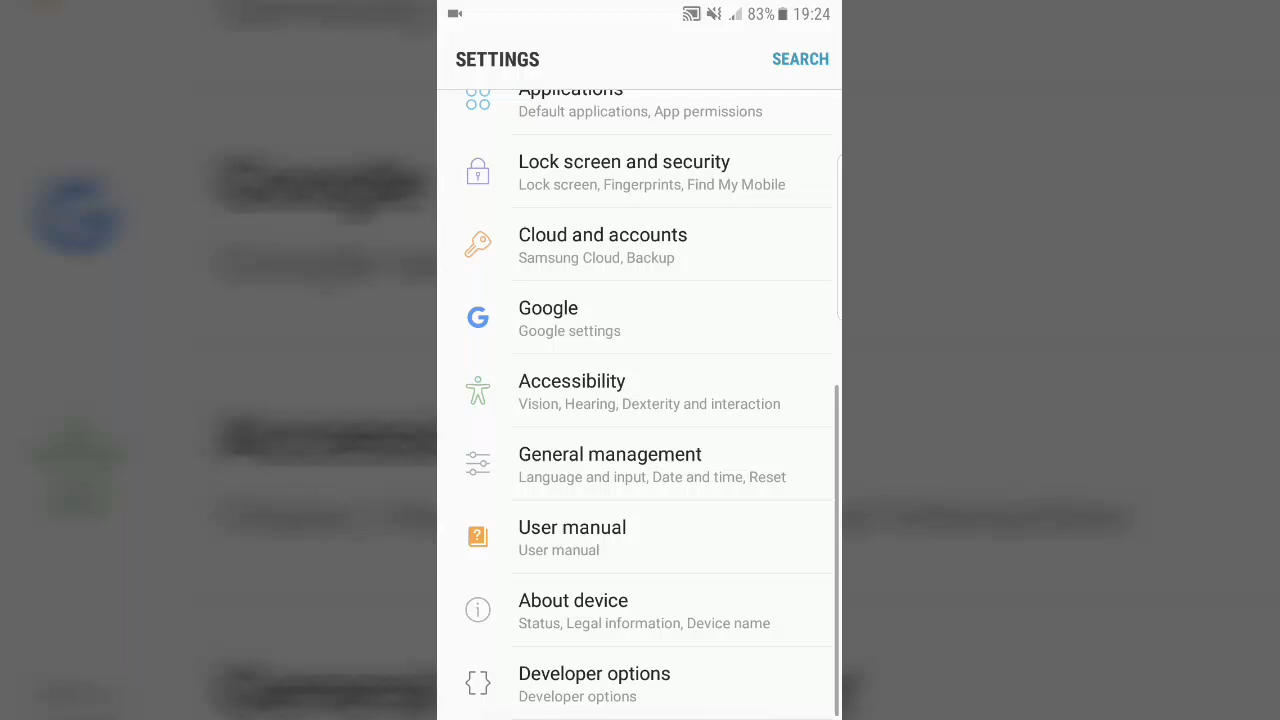 83% 19:24
SETTINGS
SEARCH
Applications
Default applications, App permissions
Lock screen and security
Lock screen, Fingerprints, Find My Mobile
Cloud and accounts
Samsung Cloud, Backup
Google
Google settings
Accessibility
Vision, Hearing, Dexterity and interaction
General management
Language and input, Date and time, Reset
User manual
User manual
About device
Status, Legal information, Device name
Developer options
Developer options